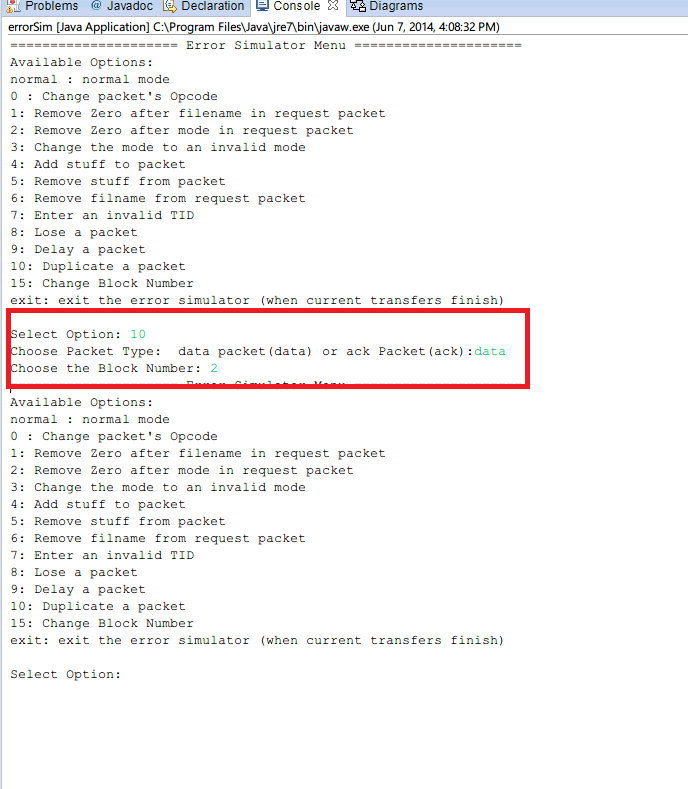 Problems @ Javadoc Declaration Console Diagrams
errorSim [Java Application] C:\Program Files\Java\jre7\bin\javaw.exe (Jun 7, 2014, 4:08:32 PM)
===================== Error Simulator Menu =====================
Available Options:
normal : normal mode
0 : Change packet's Opcode
1: Remove Zero after filename in request packet
2: Remove Zero after mode in request packet
3: Change the mode to an invalid mode
4: Add stuff to packet
5: Remove stuff from packet
6: Remove filname from request packet
7: Enter an invalid TID
8: Lose a packet
9: Delay a packet
10: Duplicate a packet
15: Change Block Number
exit: exit the error simulator (when current transfers finish)
Select Option: 10
Choose Packet Type:  data packet(data) or ack Packet(ack):data
Choose the Block Number: 2
Error Simulator Menu
Available Options:
normal : normal mode
0 : Change packet's Opcode
1: Remove Zero after filename in request packet
2: Remove Zero after mode in request packet
3: Change the mode to an invalid mode
4: Add stuff to packet
5: Remove stuff from packet
6: Remove filname from request packet
7: Enter an invalid TID
8: Lose a packet
9: Delay a packet
10: Duplicate a packet
15: Change Block Number
exit: exit the error simulator (when current transfers finish)
Select Option: